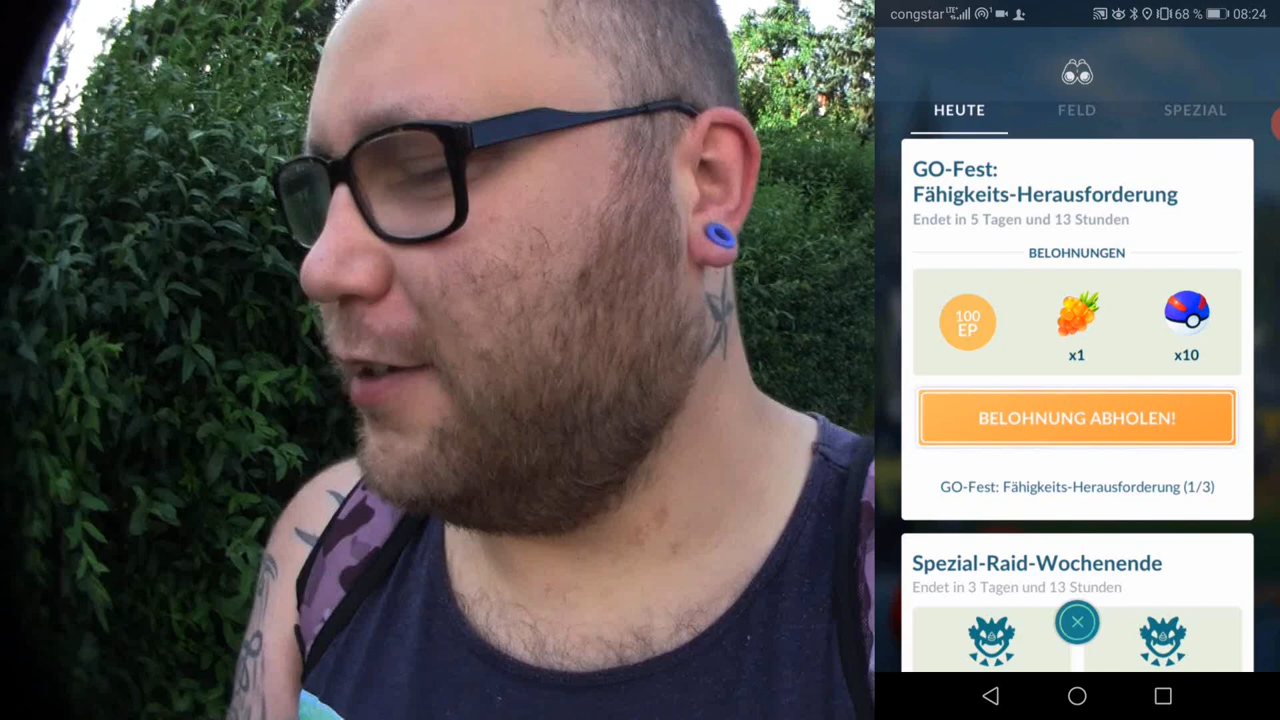 congstar LTE 68 % 08:24
HEUTE FELD SPEZIAL
GO-Fest:
Fähigkeits-Herausforderung
Endet in 5 Tagen und 13 Stunden
BELOHNUNGEN
100
EP
x1 x10
BELOHNUNG ABHOLEN!
GO-Fest: Fähigkeits-Herausforderung (1/3)
Spezial-Raid-Wochenende
Endet in 3 Tagen und 13 Stunden